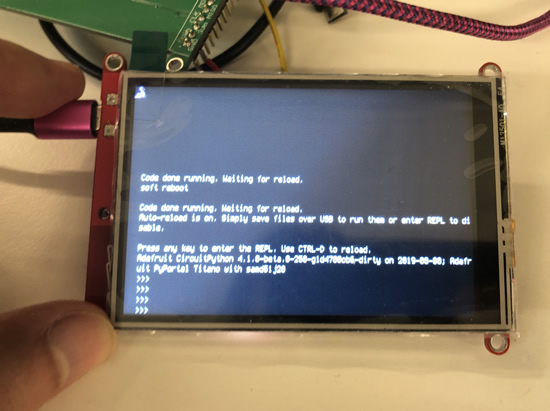 Code done running. Waiting for reload.
soft reboot
Code done running. Waiting for reload.
Auto-reload is on. Simply save files over USB to run them or enter REPL to di
sable.
Press any key to enter the REPL. Use CTRL-D to reload.
Adafruit CircuitPython 4.1.0-beta.0-250-g1d4708cb6-dirty on 2019-08-08; Adafr
uit PyPortal Titano with samd51j20
>>>
>>>
>>>
>>>